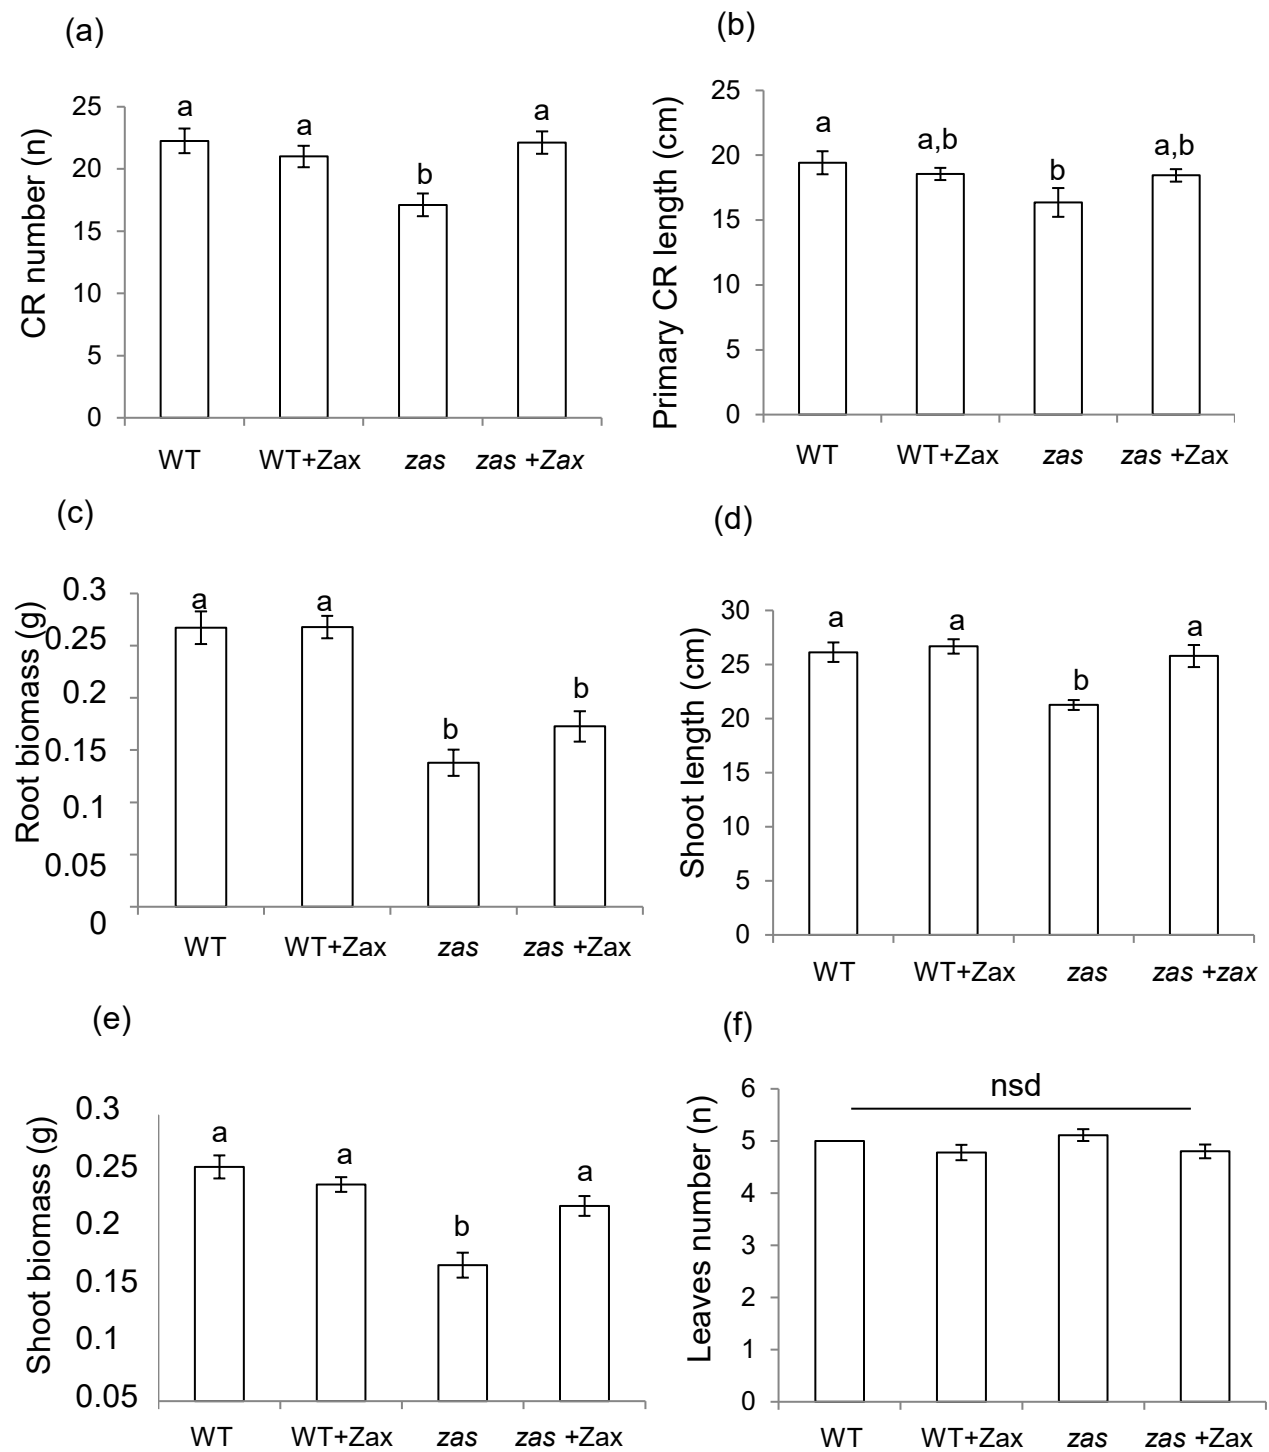 (a)
CR number (n)
25
20
15
10
5
0
a
a
b
a
WT
WT+Zax
zas
zas +Zax
(b)
Primary CR length (cm)
25
20
15
10
5
0
a
a,b
b
a,b
WT
WT+Zax
zas
zas +Zax
(c)
Root biomass (g)
0.3
0.25
0.2
0.15
0.1
0.05
0
a
a
b
b
WT
WT+Zax
zas
zas +Zax
(d)
Shoot length (cm)
30
25
20
15
10
5
0
a
a
b
a
WT
WT+Zax
zas
zas +zax
(e)
Shoot biomass (g)
0.3
0.25
0.2
0.15
0.1
0.05
a
a
b
a
WT
WT+Zax
zas
zas +Zax
(f)
Leaves number (n)
6
5
4
3
2
1
0
nsd
WT
WT+Zax
zas
zas +Zax